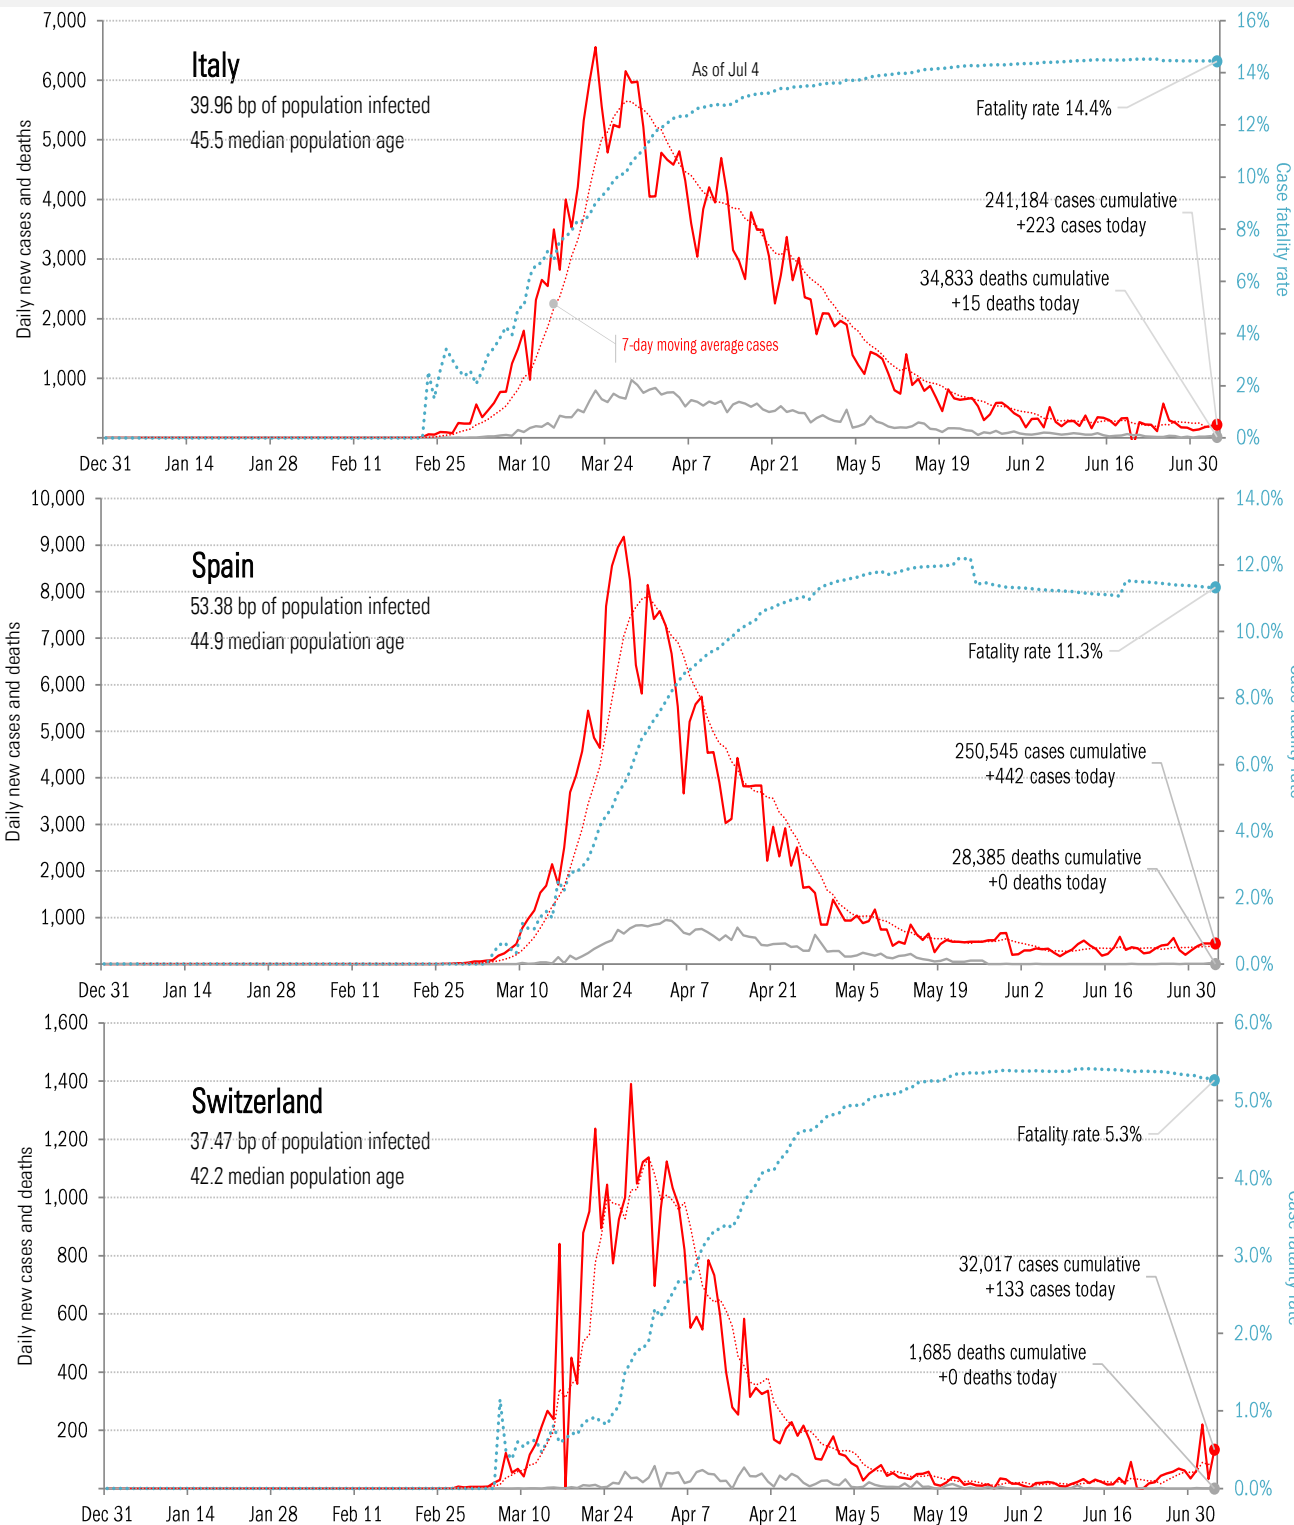 7,000
6,000
5,000
4,000
3,000
2,000
1,000
Daily new cases and deaths
Italy
39.96 bp of population infected
45.5 median population age
As of Jul 4
7-day moving average cases
Fatality rate 14.4%
241,184 cases cumulative
+223 cases today
34,833 deaths cumulative
+15 deaths today
16%
14%
12%
10%
8%
6%
4%
2%
0%
Case fatality rate
Dec 31 Jan 14 Jan 28 Feb 11 Feb 25 Mar 10 Mar 24 Apr 7 Apr 21 May 5 May 19 Jun 2 Jun 16 Jun 30
10,000
9,000
8,000
7,000
6,000
5,000
4,000
3,000
2,000
1,000
Daily new cases and deaths
Spain
53.38 bp of population infected
44.9 median population age
Fatality rate 11.3%
250,545 cases cumulative
+442 cases today
28,385 deaths cumulative
+0 deaths today
14.0%
12.0%
10.0%
8.0%
6.0%
4.0%
2.0%
0.0%
Dec 31 Jan 14 Jan 28 Feb 11 Feb 25 Mar 10 Mar 24 Apr 7 Apr 21 May 5 May 19 Jun 2 Jun 16 Jun 30
1,600
1,400
1,200
1,000
800
600
400
200
Daily new cases and deaths
Switzerland
37.47 bp of population infected
42.2 median population age
Fatality rate 5.3%
32,017 cases cumulative
+133 cases today
1,685 deaths cumulative
+0 deaths today
6.0%
5.0%
4.0%
3.0%
2.0%
1.0%
0.0%
Dec 31 Jan 14 Jan 28 Feb 11 Feb 25 Mar 10 Mar 24 Apr 7 Apr 21 May 5 May 19 Jun 2 Jun 16 Jun 30